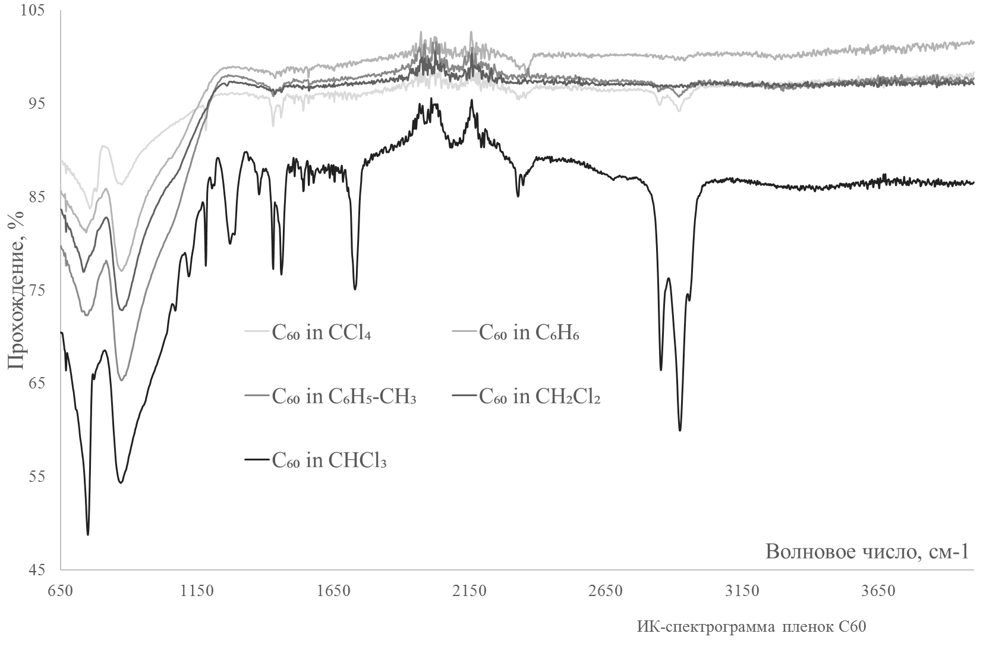 105
95
85
75
65
55
45
Прохождение, %
C₆₀ in CCl₄
C₆₀ in C₆H₆
C₆₀ in C₆H₅-CH₃
C₆₀ in CH₂Cl₂
C₆₀ in CHCl₃
Волновое число, см-1
650 1150 1650 2150 2650 3150 3650
ИК-спектрограмма пленок С60